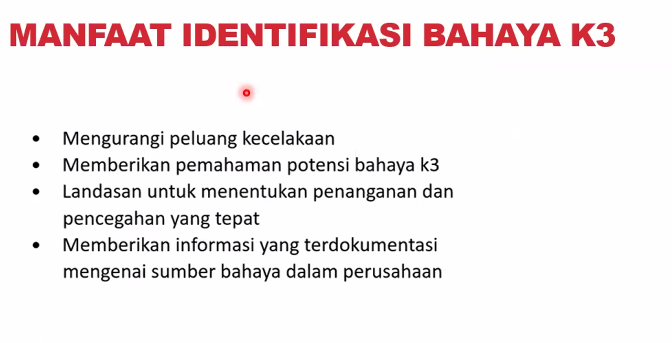 MANFAAT IDENTIFIKASI BAHAYA K3
• Mengurangi peluang kecelakaan
• Memberikan pemahaman potensi bahaya k3
• Landasan untuk menentukan penanganan dan
pencegahan yang tepat
• Memberikan informasi yang terdokumentasi
mengenai sumber bahaya dalam perusahaan